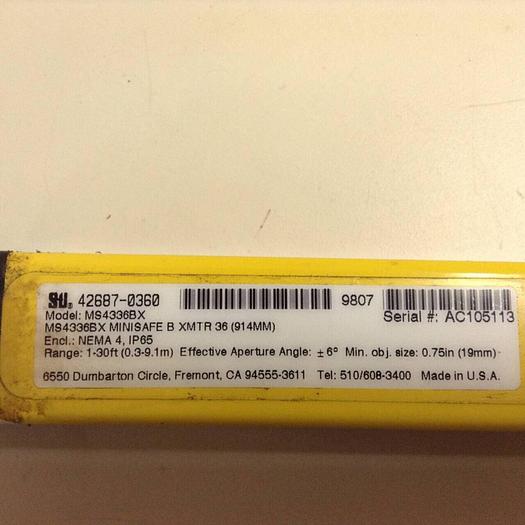 STI® 42687-0360 9807
Serial #: AC105113
Model: MS4336BX
MS4336BX MINISAFE B XMTR 36 (914MM)
Encl.: NEMA 4, IP65
Range: 1-30ft (0.3-9.1m) Effective Aperture Angle: ± 6° Min. obj. size: 0.75in (19mm)
6550 Dumbarton Circle, Fremont, CA 94555-3611 Tel: 510/608-3400 Made in U.S.A.